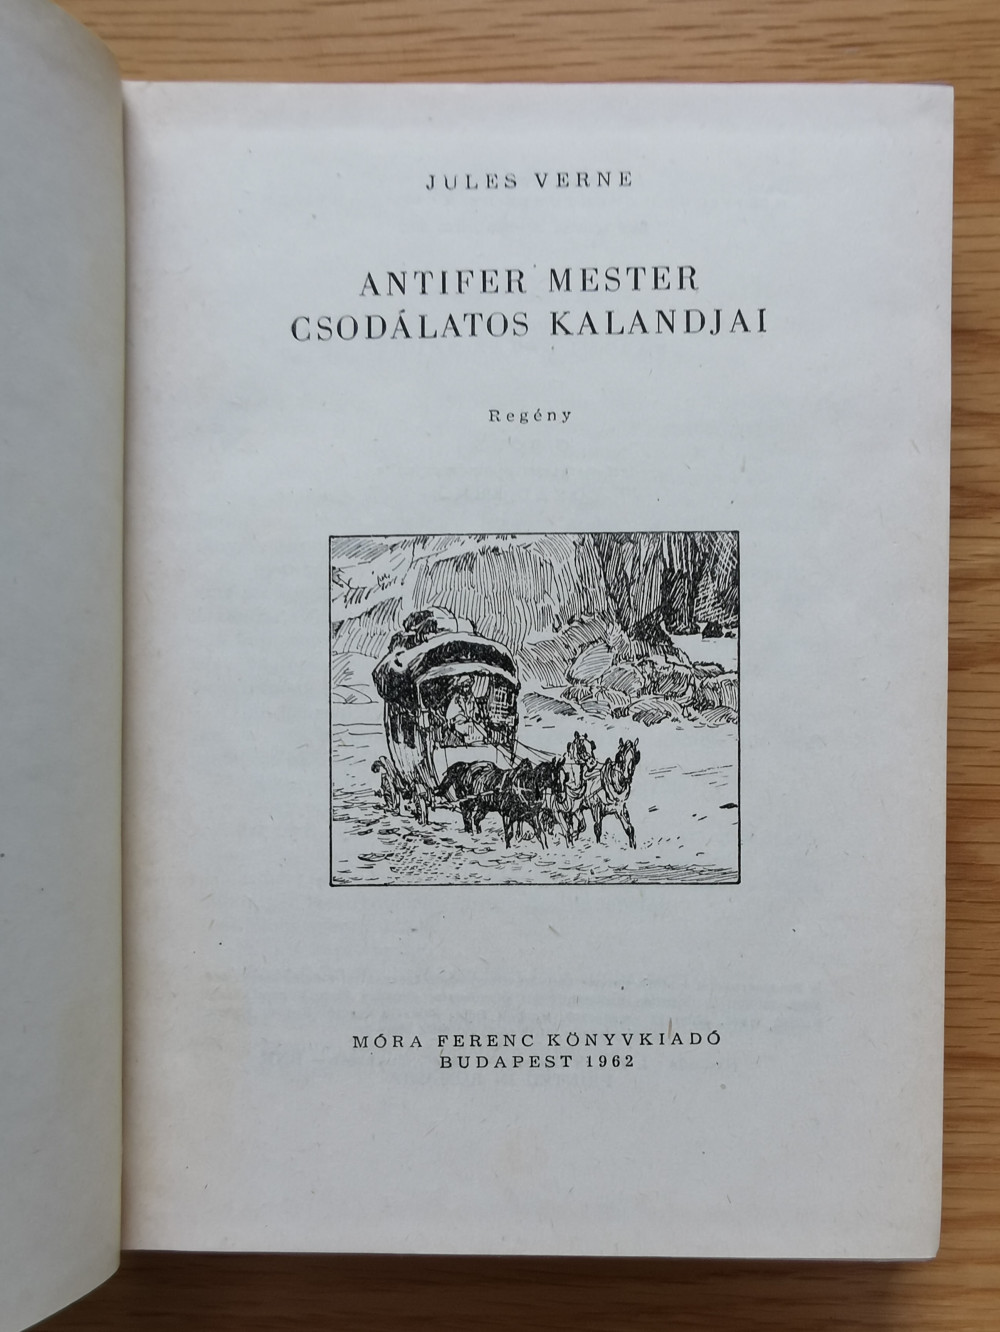 JULES VERNE
ANTIFER MESTER
CSODÁLATOS KALANDJAI
Regény
MÓRA FERENC KÖNYVKIADÓ
BUDAPEST 1962